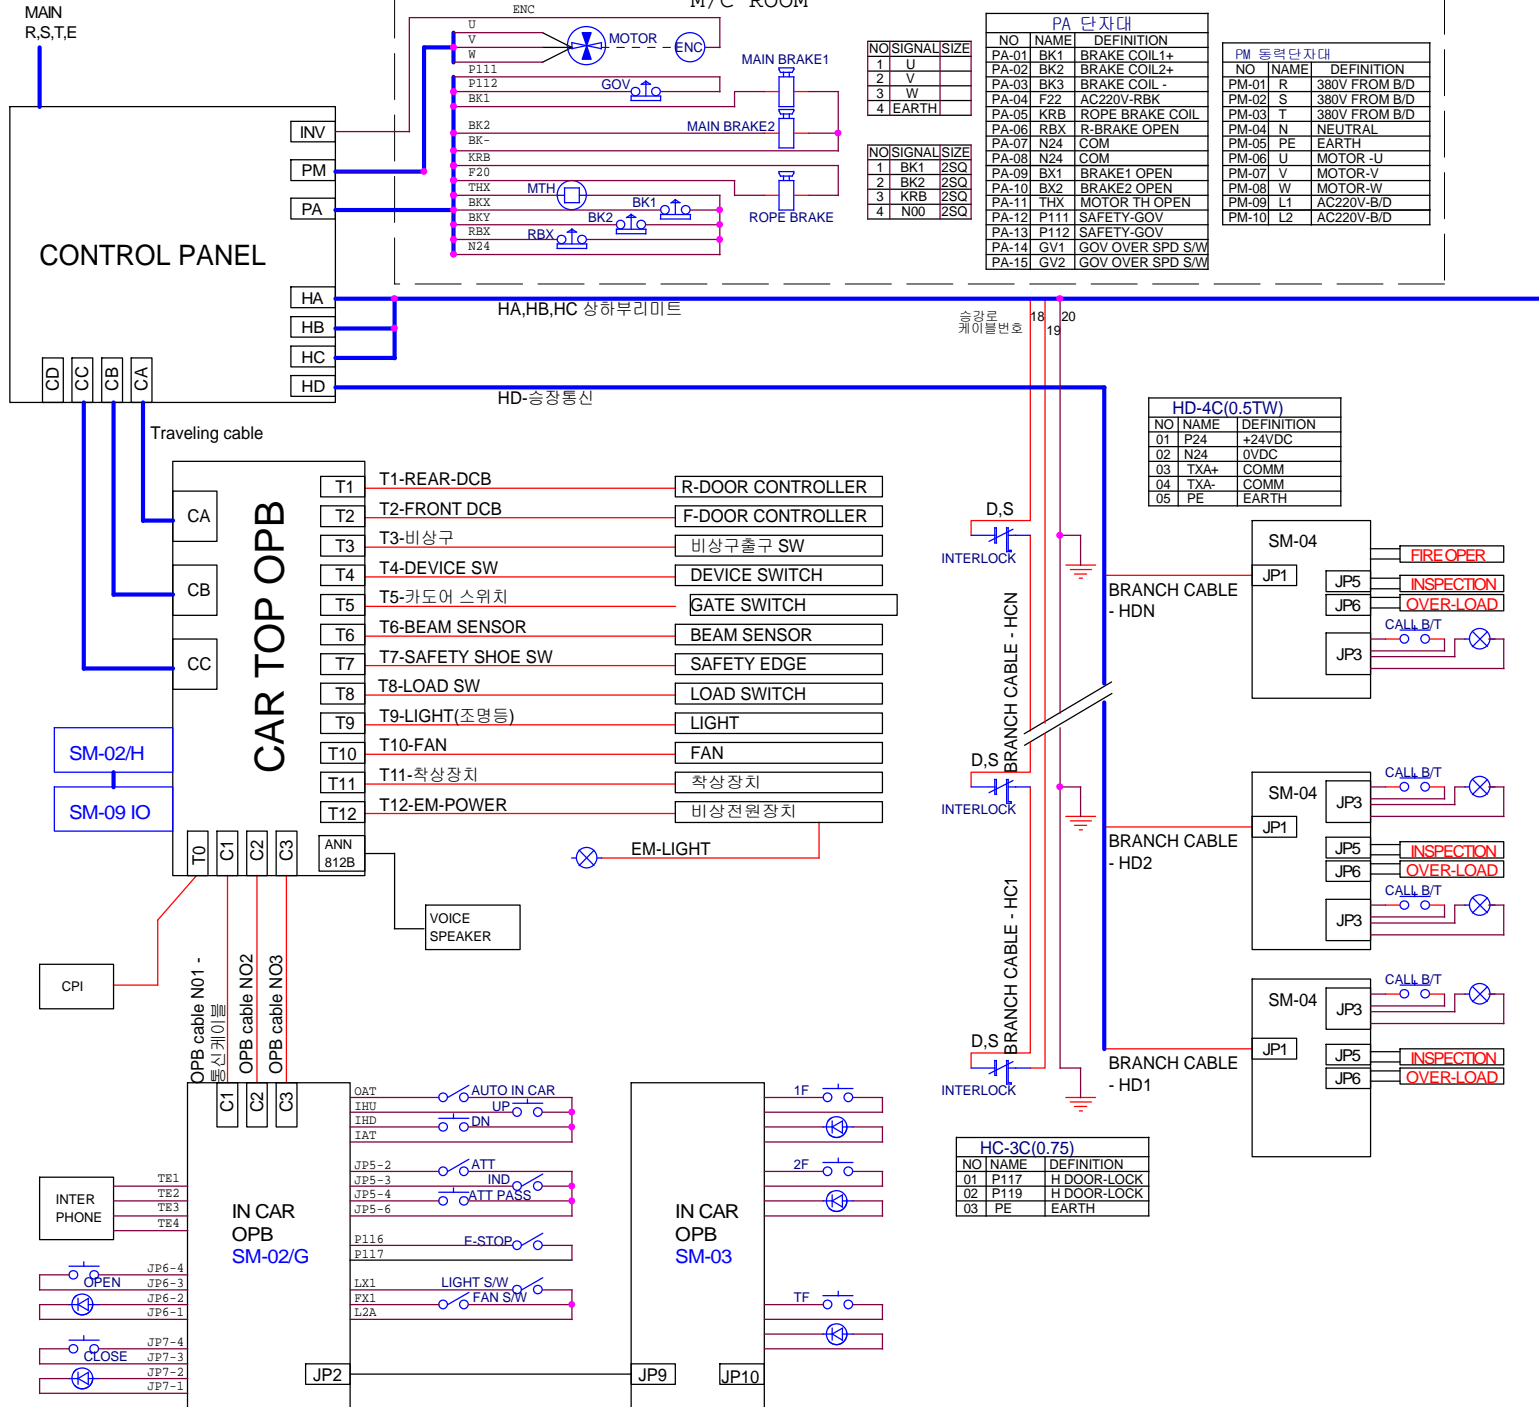 MAIN
R,S,T,E
M/C ROOM
ENC
U
V
W
MOTOR
ENC
P111
P112
BK1
GOV
MAIN BRAKE1
BK2
BK-
MAIN BRAKE2
KRB
F20
THX
BKX
BKY
RBX
N24
MTH
BK1
BK2
RBX
ROPE BRAKE
NO SIGNAL SIZE
1 U
2 V
3 W
4 EARTH
NO SIGNAL SIZE
1 BK1 2SQ
2 BK2 2SQ
3 KRB 2SQ
4 N00 2SQ
PA 단자대
NO NAME DEFINITION
PA-01 BK1 BRAKE COIL1+
PA-02 BK2 BRAKE COIL2+
PA-03 BK3 BRAKE COIL -
PA-04 F22 AC220V-RBK
PA-05 KRB ROPE BRAKE COIL
PA-06 RBX R-BRAKE OPEN
PA-07 N24 COM
PA-08 N24 COM
PA-09 BX1 BRAKE1 OPEN
PA-10 BX2 BRAKE2 OPEN
PA-11 THX MOTOR TH OPEN
PA-12 P111 SAFETY-GOV
PA-13 P112 SAFETY-GOV
PA-14 GV1 GOV OVER SPD S/W
PA-15 GV2 GOV OVER SPD S/W
PM 동력단자대
NO NAME DEFINITION
PM-01 R 380V FROM B/D
PM-02 S 380V FROM B/D
PM-03 T 380V FROM B/D
PM-04 N NEUTRAL
PM-05 PE EARTH
PM-06 U MOTOR -U
PM-07 V MOTOR-V
PM-08 W MOTOR-W
PM-09 L1 AC220V-B/D
PM-10 L2 AC220V-B/D
CONTROL PANEL
INV
PM
PA
HA
HB
HC
HD
CD
CC
CB
CA
HA,HB,HC 상하부리미트
HD-승장통신
승강로
케이블번호
18
19
20
Traveling cable
CAR TOP OPB
CA
CB
CC
SM-02/H
SM-09 IO
T1 T1-REAR-DCB R-DOOR CONTROLLER
T2 T2-FRONT DCB F-DOOR CONTROLLER
T3 T3-비상구 비상구출구 SW
T4 T4-DEVICE SW DEVICE SWITCH
T5 T5-카도어 스위치 GATE SWITCH
T6 T6-BEAM SENSOR BEAM SENSOR
T7 T7-SAFETY SHOE SW SAFETY EDGE
T8 T8-LOAD SW LOAD SWITCH
T9 T9-LIGHT(조명등) LIGHT
T10 T10-FAN FAN
T11 T11-착상장치 착상장치
T12 T12-EM-POWER 비상전원장치
ANN
812B
EM-LIGHT
VOICE
SPEAKER
T0
C1
C2
C3
CPI
OPB cable N01 -
통신케이블
OPB cable NO2
OPB cable NO3
HD-4C(0.5TW)
NO NAME DEFINITION
01 P24 +24VDC
02 N24 0VDC
03 TXA+ COMM
04 TXA- COMM
05 PE EARTH
D,S
INTERLOCK
BRANCH CABLE - HCN
D,S
INTERLOCK
BRANCH CABLE - HC1
D,S
INTERLOCK
BRANCH CABLE
- HDN
SM-04
JP1
JP5
JP6
JP3
FIRE OPER
INSPECTION
OVER-LOAD
CALL B/T
BRANCH CABLE
- HD2
SM-04
JP1
JP3
JP5
JP6
JP3
CALL B/T
INSPECTION
OVER-LOAD
CALL B/T
BRANCH CABLE
- HD1
SM-04
JP1
JP3
JP5
JP6
CALL B/T
INSPECTION
OVER-LOAD
HC-3C(0.75)
NO NAME DEFINITION
01 P117 H DOOR-LOCK
02 P119 H DOOR-LOCK
03 PE EARTH
INTER
PHONE
TE1
TE2
TE3
TE4
JP6-4
JP6-3
JP6-2
JP6-1
OPEN
JP7-4
JP7-3
JP7-2
JP7-1
CLOSE
C1
C2
C3
IN CAR
OPB
SM-02/G
JP2
OAT
IHU
IHD
IAT
AUTO IN CAR
UP
DN
JP5-2
JP5-3
JP5-4
JP5-6
ATT
IND
ATT PASS
P116
P117
E-STOP
LX1
FX1
L2A
LIGHT S/W
FAN S/W
IN CAR
OPB
SM-03
JP9
JP10
1F
2F
TF